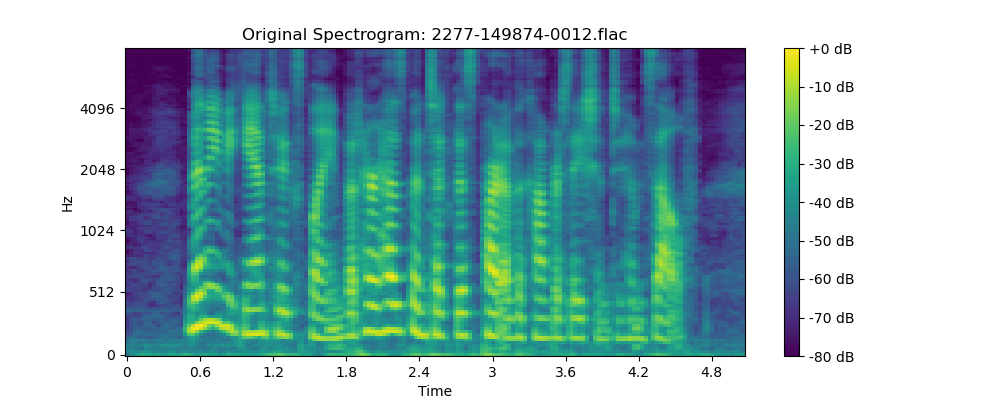 Original Spectrogram: 2277-149874-0012.flac
Hz
4096
2048
1024
512
0
0 0.6 1.2 1.8 2.4 3 3.6 4.2 4.8
Time
+0 dB
-10 dB
-20 dB
-30 dB
-40 dB
-50 dB
-60 dB
-70 dB
-80 dB